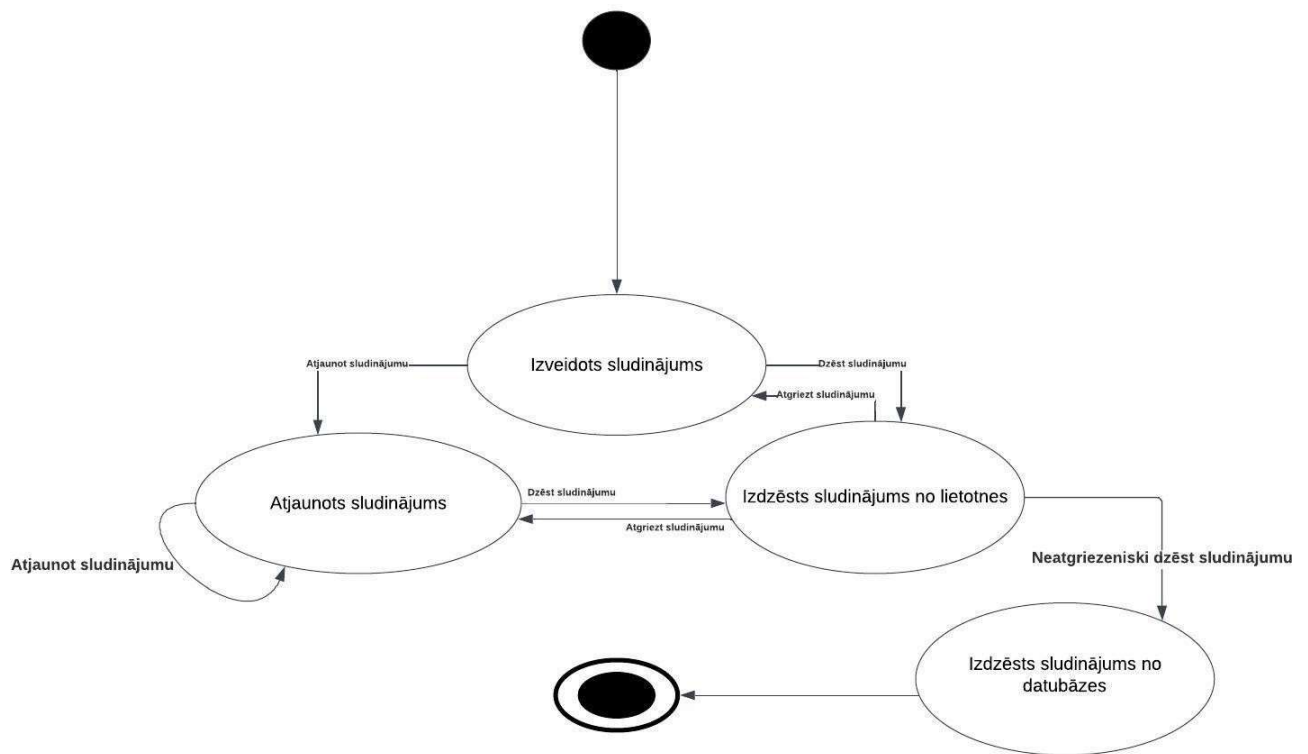 Izveidots sludinājums
Atjaunot sludinājumu
Dzēst sludinājumu
Atgriezt sludinājumu
Atjaunots sludinājums
Dzēst sludinājumu
Atgriezt sludinājumu
Izdzēsts sludinājums no lietotnes
Atjaunot sludinājumu
Neatgriezeniski dzēst sludinājumu
Izdzēsts sludinājums no
datubāzes